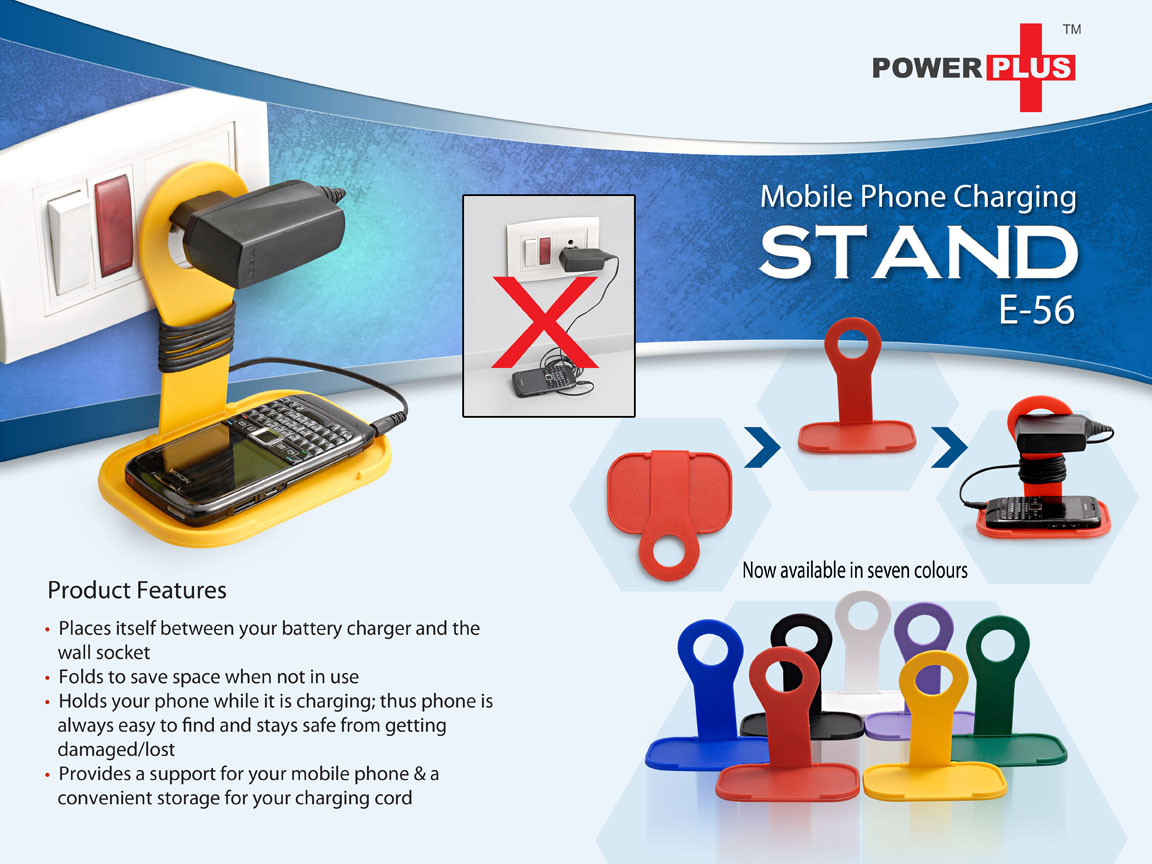 POWER PLUS TM
Mobile Phone Charging
STAND
E-56
Now available in seven colours
Product Features
• Places itself between your battery charger and the
wall socket
• Folds to save space when not in use
• Holds your phone while it is charging; thus phone is
always easy to find and stays safe from getting
damaged/lost
• Provides a support for your mobile phone & a
convenient storage for your charging cord
NOKIA